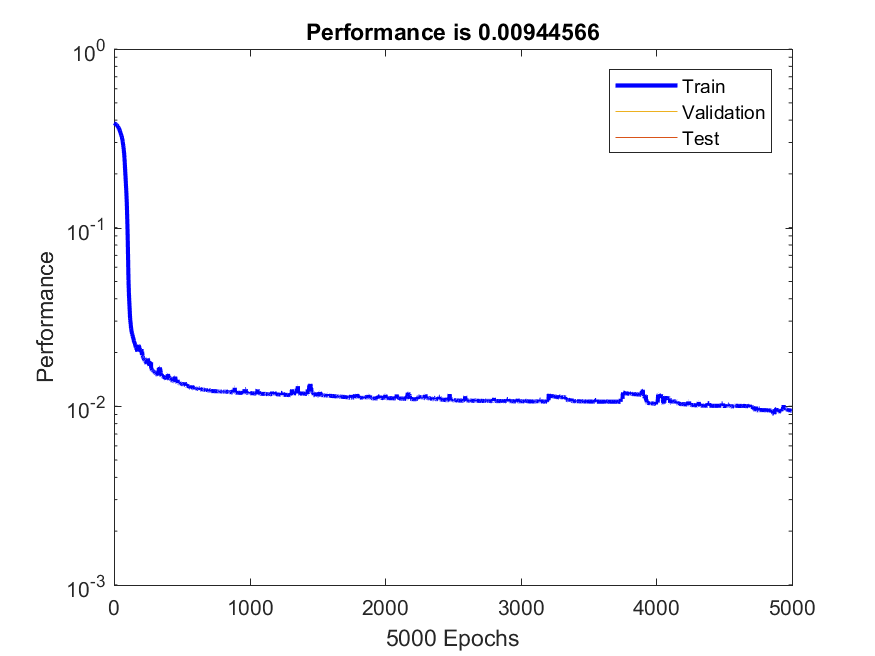 Performance is 0.00944566
10^0
Train
Validation
Test
10^-1
Performance
10^-2
10^-3
0 1000 2000 3000 4000 5000
5000 Epochs